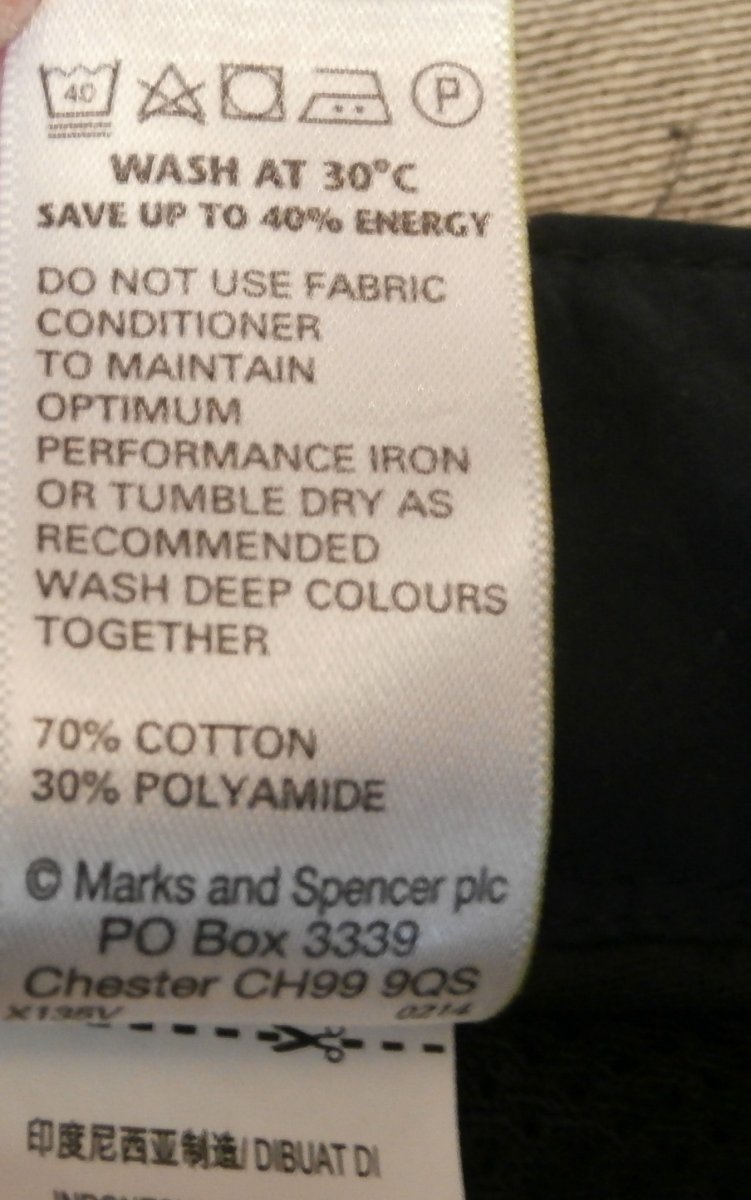 40 P
WASH AT 30°C
SAVE UP TO 40% ENERGY
DO NOT USE FABRIC
CONDITIONER
TO MAINTAIN
OPTIMUM
PERFORMANCE IRON
OR TUMBLE DRY AS
RECOMMENDED
WASH DEEP COLOURS
TOGETHER
70% COTTON
30% POLYAMIDE
© Marks and Spencer plc
PO Box 3339
Chester CH99 9QS
X135V 0214
印度尼西亚制造/ DIBUAT DI